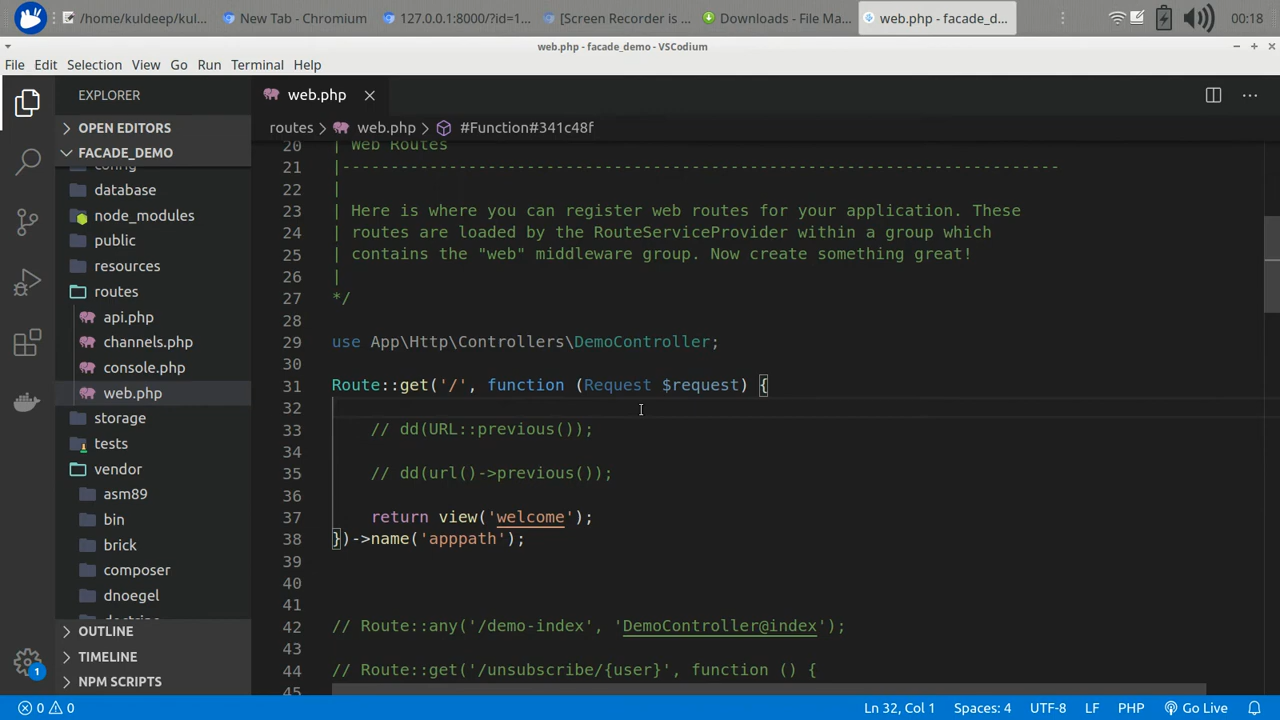 /home/kuldeep/kul...
New Tab - Chromium
127.0.0.1:8000/?id=1...
[Screen Recorder is ...
Downloads - File Ma...
web.php - facade_d...
00:18
web.php - facade_demo - VSCodium
File Edit Selection View Go Run Terminal Help
EXPLORER
OPEN EDITORS
FACADE_DEMO
config
database
node_modules
public
resources
routes
api.php
channels.php
console.php
web.php
storage
tests
vendor
asm89
bin
brick
composer
dnoegel
doctrine
OUTLINE
TIMELINE
NPM SCRIPTS
1
web.php
routes > web.php > #Function#341c48f
20 | Web Routes
21 |--------------------------------------------------------------------------
22 |
23 | Here is where you can register web routes for your application. These
24 | routes are loaded by the RouteServiceProvider within a group which
25 | contains the "web" middleware group. Now create something great!
26 |
27 */
28
29 use App\Http\Controllers\DemoController;
30
31 Route::get('/', function (Request $request) {
32
33 // dd(URL::previous());
34
35 // dd(url()->previous());
36
37 return view('welcome');
38 })->name('apppath');
39
40
41
42 // Route::any('/demo-index', 'DemoController@index');
43
44 // Route::get('/unsubscribe/{user}', function () {
45
0 0
Ln 32, Col 1 Spaces: 4 UTF-8 LF PHP Go Live